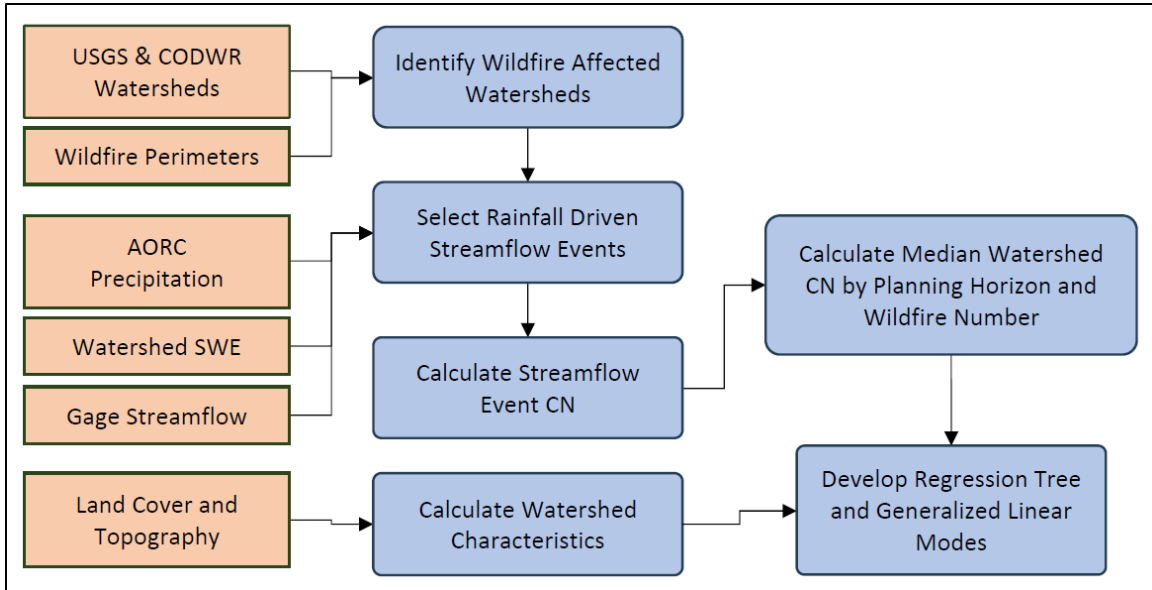 USGS & CODWR
Watersheds
Wildfire Perimeters
AORC
Precipitation
Watershed SWE
Gage Streamflow
Land Cover and
Topography
Identify Wildfire Affected
Watersheds
Select Rainfall Driven
Streamflow Events
Calculate Streamflow
Event CN
Calculate Watershed
Characteristics
Calculate Median Watershed
CN by Planning Horizon and
Wildfire Number
Develop Regression Tree
and Generalized Linear
Modes